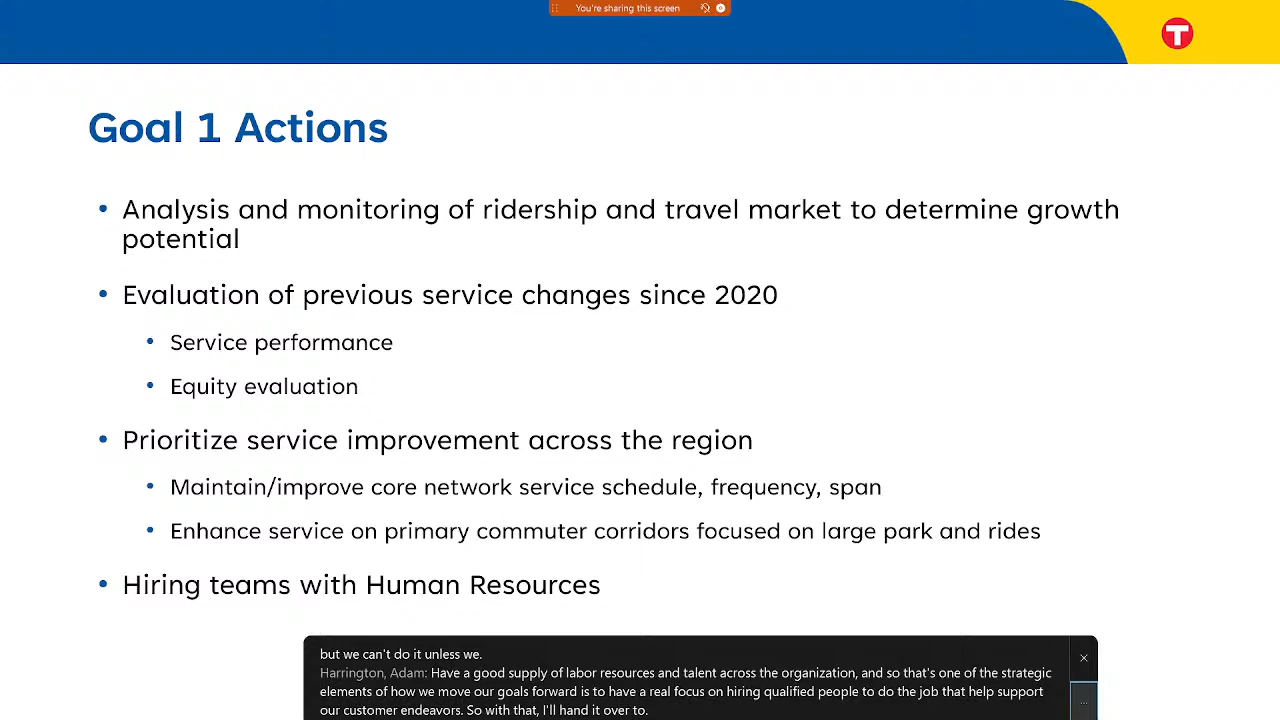 You're sharing this screen
T
Goal 1 Actions
• Analysis and monitoring of ridership and travel market to determine growth
potential
• Evaluation of previous service changes since 2020
• Service performance
• Equity evaluation
• Prioritize service improvement across the region
• Maintain/improve core network service schedule, frequency, span
• Enhance service on primary commuter corridors focused on large park and rides
• Hiring teams with Human Resources
but we can't do it unless we.
Harrington, Adam: Have a good supply of labor resources and talent across the organization, and so that's one of the strategic
elements of how we move our goals forward is to have a real focus on hiring qualified people to do the job that help support
our customer endeavors. So with that, I'll hand it over to.